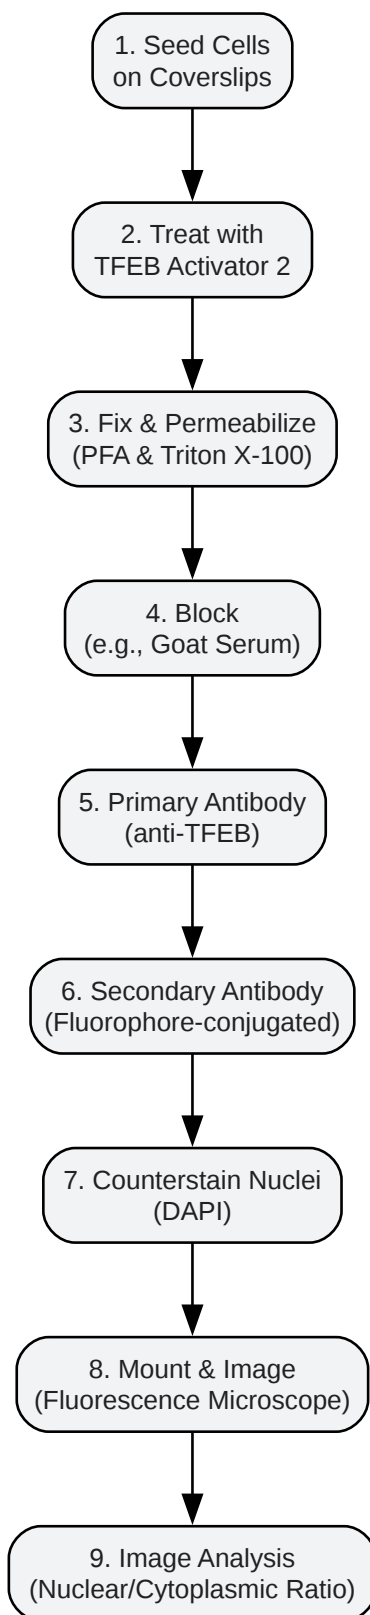 1. Seed Cells
on Coverslips
2. Treat with
TFEB Activator 2
3. Fix & Permeabilize
(PFA & Triton X-100)
4. Block
(e.g., Goat Serum)
5. Primary Antibody
(anti-TFEB)
6. Secondary Antibody
(Fluorophore-conjugated)
7. Counterstain Nuclei
(DAPI)
8. Mount & Image
(Fluorescence Microscope)
9. Image Analysis
(Nuclear/Cytoplasmic Ratio)